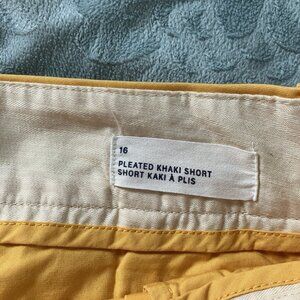 16
PLEATED KHAKI SHORT
SHORT KAKI À PLIS